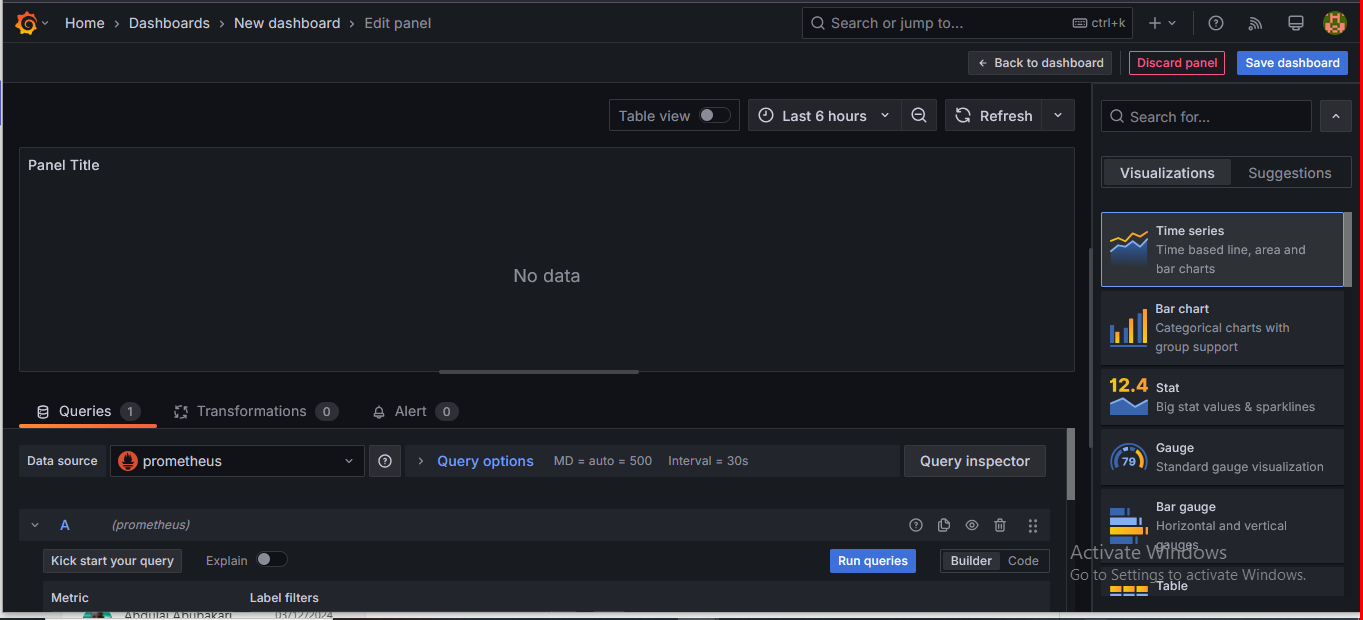 Home > Dashboards > New dashboard > Edit panel
Search or jump to... ctrl+k
Back to dashboard Discard panel Save dashboard
Table view Last 6 hours Refresh
Search for...
Panel Title
Visualizations Suggestions
No data
Time series
Time based line, area and
bar charts
Bar chart
Categorical charts with
group support
12.4 Stat
Big stat values & sparklines
79 Gauge
Standard gauge visualization
Bar gauge
Horizontal and vertical
gauges
Table
Queries 1 Transformations 0 Alert 0
Data source prometheus Query options MD = auto = 500 Interval = 30s Query inspector
A (prometheus)
Kick start your query Explain Run queries Builder Code
Metric Label filters
Abdulai Abubakari 03/12/2024
Activate Windows
Go to Settings to activate Windows.